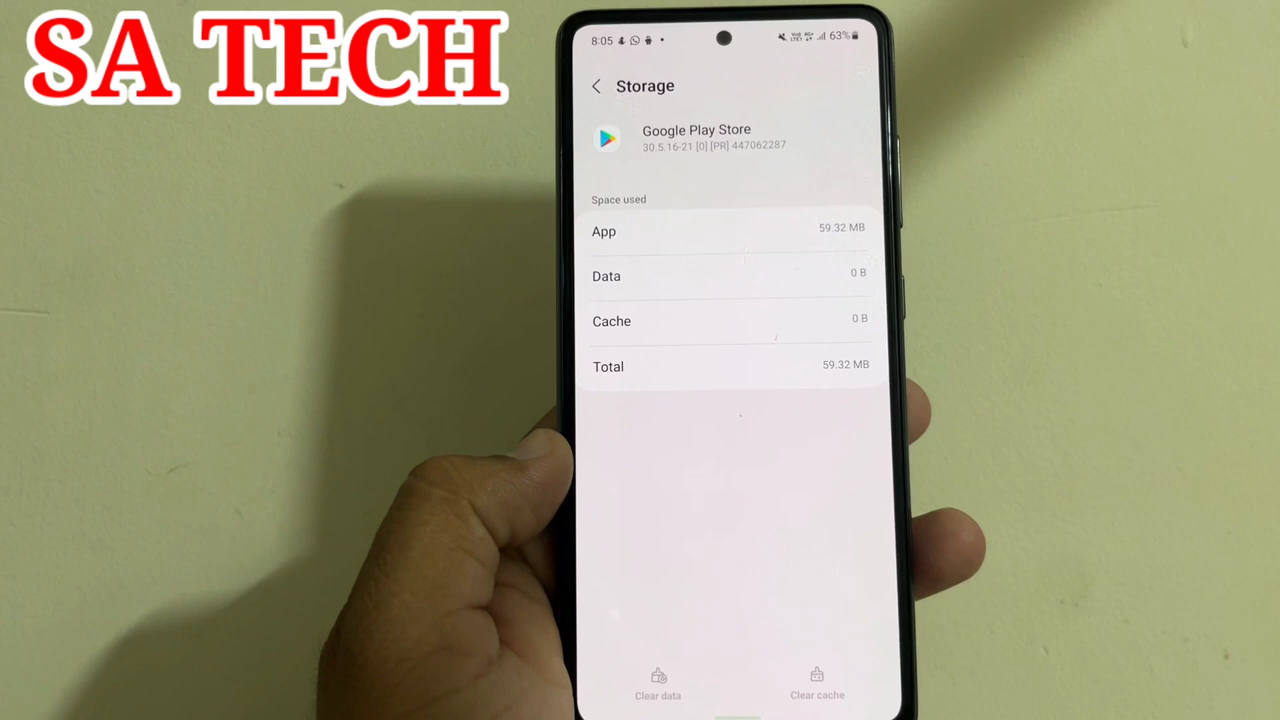 SA TECH
8:05
63%
Storage
Google Play Store
30.5.16-21 [0] [PR] 447062287
Space used
App 59.32 MB
Data 0 B
Cache 0 B
Total 59.32 MB
Clear data Clear cache